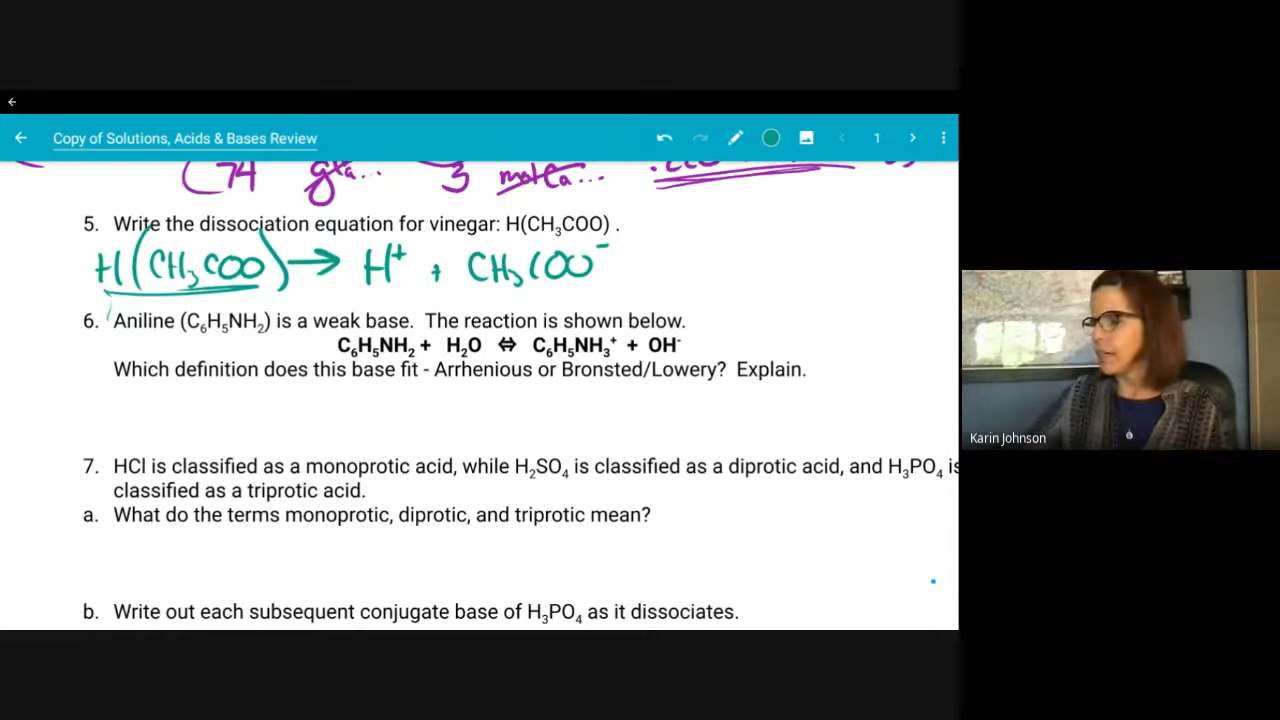 Copy of Solutions, Acids & Bases Review
1
74 3
5. Write the dissociation equation for vinegar: H(CH₃COO) .
H(CH₃COO) → H⁺ + CH₃COO⁻
6. Aniline (C₆H₅NH₂) is a weak base. The reaction is shown below.
C₆H₅NH₂ + H₂O ⇔ C₆H₅NH₃⁺ + OH⁻
Which definition does this base fit - Arrhenious or Bronsted/Lowery? Explain.
7. HCl is classified as a monoprotic acid, while H₂SO₄ is classified as a diprotic acid, and H₃PO₄ is
classified as a triprotic acid.
a. What do the terms monoprotic, diprotic, and triprotic mean?
b. Write out each subsequent conjugate base of H₃PO₄ as it dissociates.
Karin Johnson